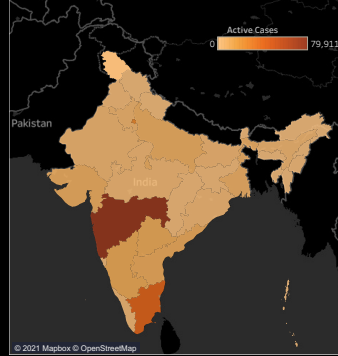 Active Cases
0 79,911
Pakistan
India
© 2021 Mapbox © OpenStreetMap